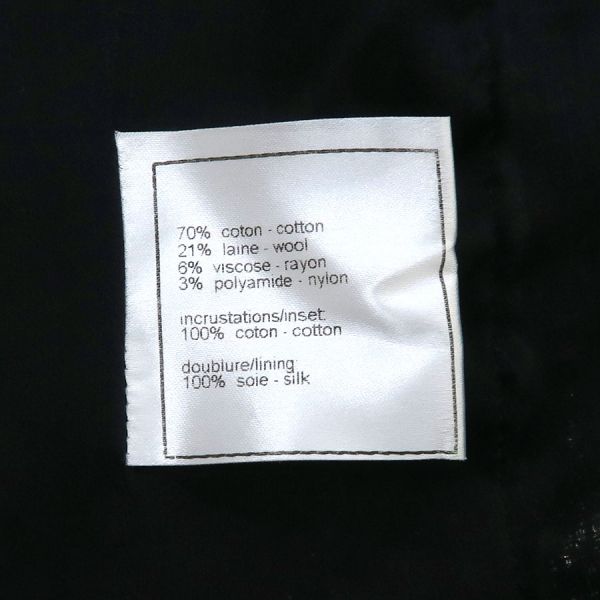 70% coton - cotton
21% laine - wool
6% viscose - rayon
3% polyamide - nylon
incrustations/inset:
100% coton - cotton
doublure/lining:
100% soie - silk